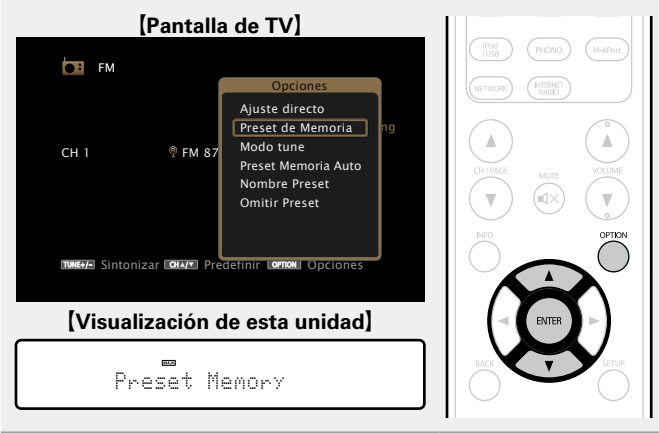 【Pantalla de TV】
FM
Opciones
Ajuste directo
Preset de Memoria
ng
Modo tune
CH 1
FM 87
Preset Memoria Auto
Nombre Preset
Omitir Preset
TUNE+/- Sintonizar CH▲/▼ Predefinir OPTION Opciones
【Visualización de esta unidad】
Preset Memory
iPod
/USB
PHONO
M-XPort
NETWORK
INTERNET
RADIO
CH / PAGE
MUTE
VOLUME
INFO
OPTION
ENTER
BACK
SETUP